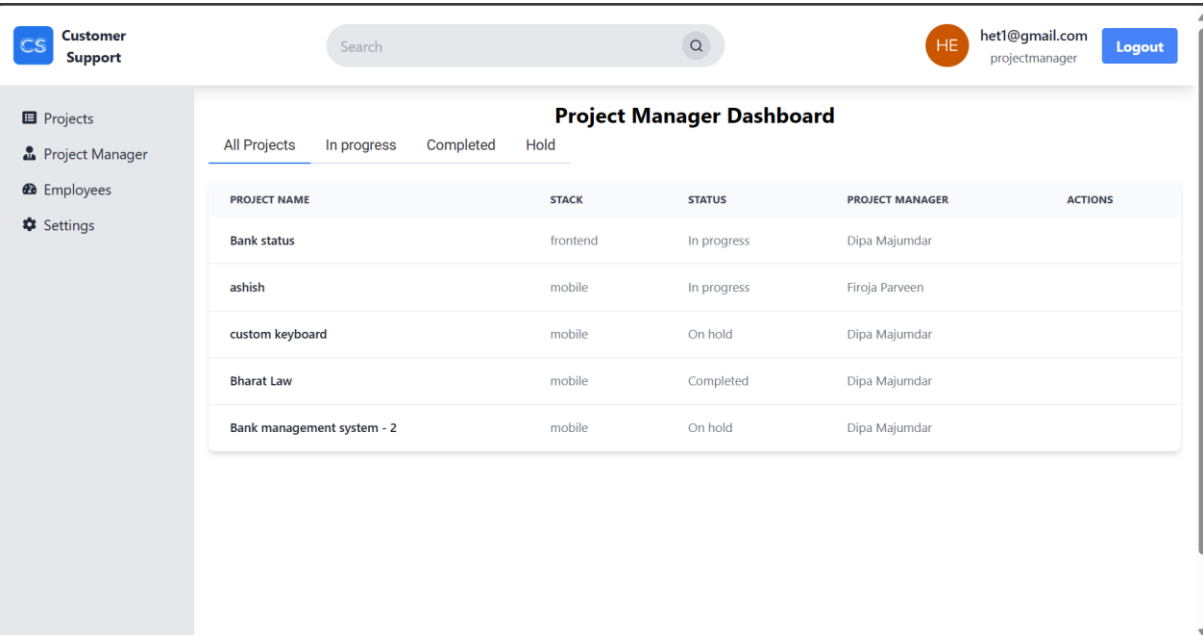 CS Customer Support
Search
HE het1@gmail.com
projectmanager
Logout
Projects
Project Manager
Employees
Settings
Project Manager Dashboard
All Projects In progress Completed Hold
PROJECT NAME STACK STATUS PROJECT MANAGER ACTIONS
Bank status frontend In progress Dipa Majumdar
ashish mobile In progress Firoja Parveen
custom keyboard mobile On hold Dipa Majumdar
Bharat Law mobile Completed Dipa Majumdar
Bank management system - 2 mobile On hold Dipa Majumdar